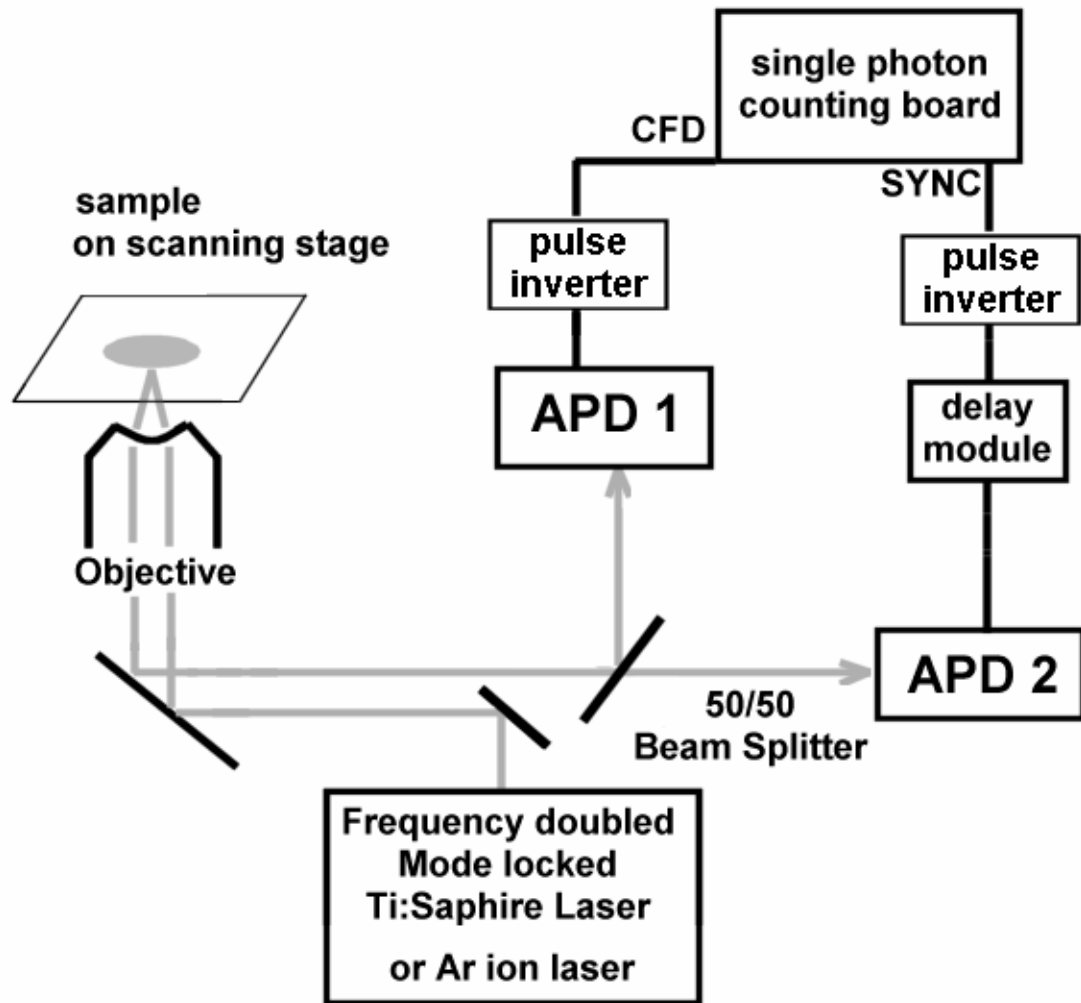 single photon
counting board
CFD
SYNC
sample
on scanning stage
pulse
inverter
pulse
inverter
APD 1
delay
module
Objective
APD 2
50/50
Beam Splitter
Frequency doubled
Mode locked
Ti:Saphire Laser
or Ar ion laser